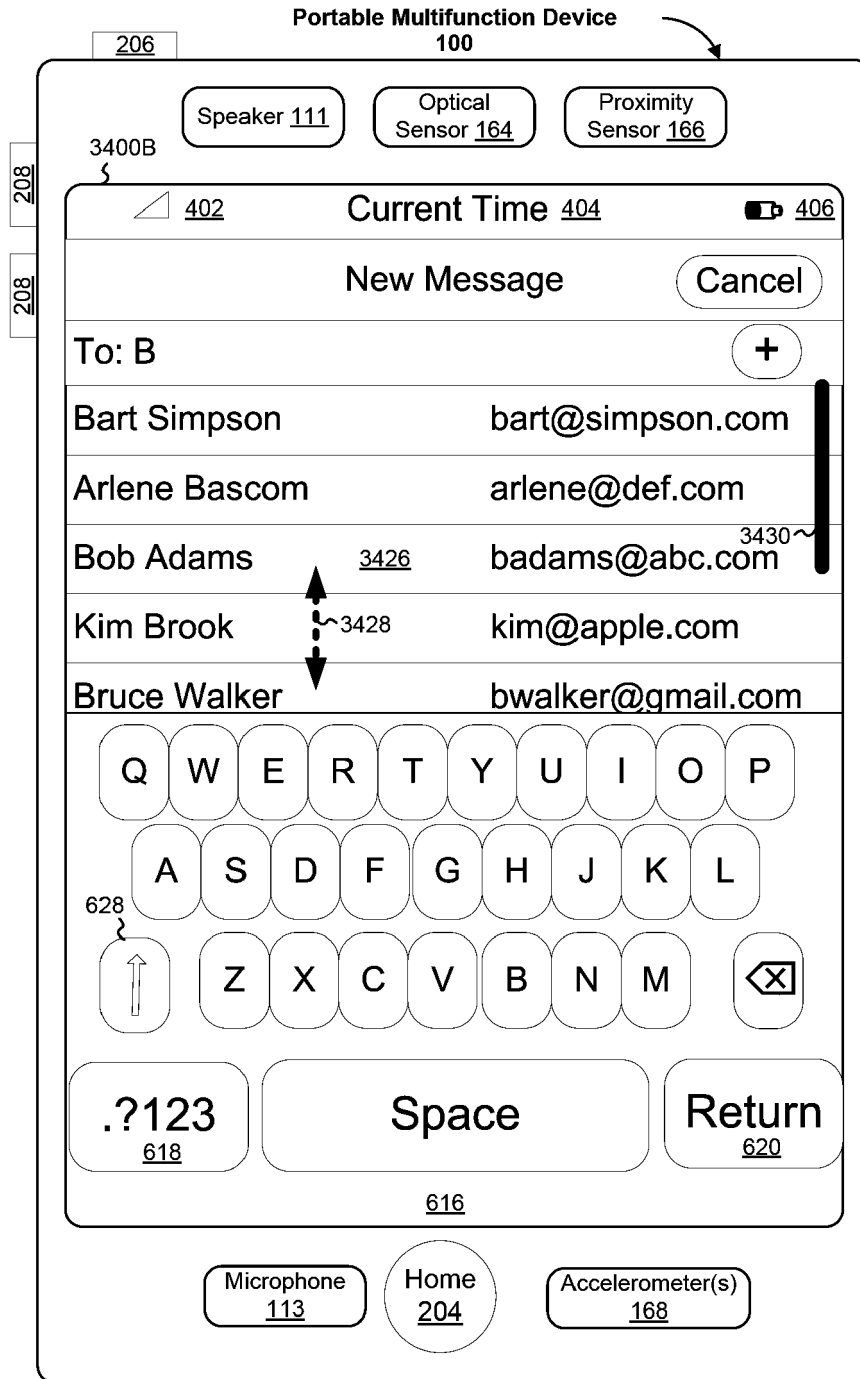 Portable Multifunction Device
100
206
Speaker 111
Optical
Sensor 164
Proximity
Sensor 166
208
3400B
402
Current Time 404
406
208
New Message
Cancel
To: B
+
Bart Simpson bart@simpson.com
Arlene Bascom arlene@def.com
3430
Bob Adams 3426 badams@abc.com
Kim Brook 3428 kim@apple.com
Bruce Walker bwalker@gmail.com
Q W E R T Y U I O P
A S D F G H J K L
628
Z X C V B N M
.?123
618
Space
Return
620
616
Microphone
113
Home
204
Accelerometer(s)
168